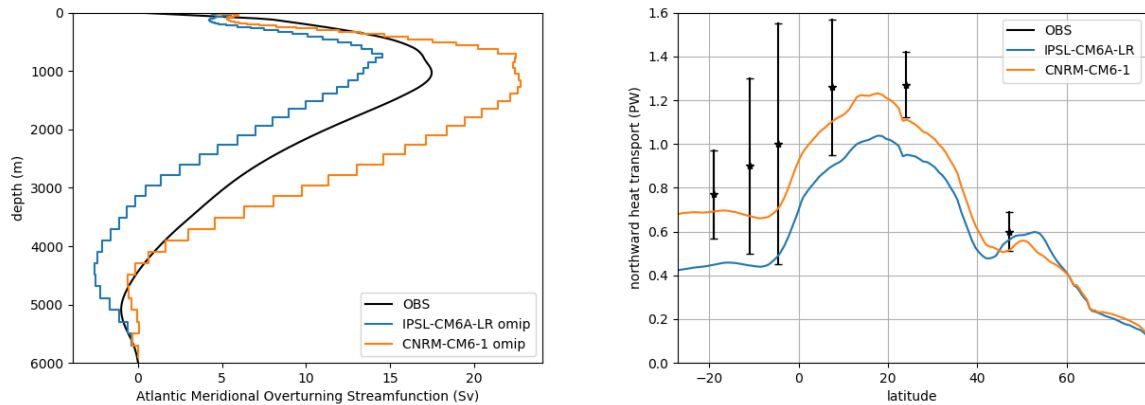 0
1000
2000
3000
4000
5000
6000
depth (m)
OBS
IPSL-CM6A-LR omip
CNRM-CM6-1 omip
0 5 10 15 20
Atlantic Meridional Overturning Streamfunction (Sv)
1.6
1.4
1.2
1.0
0.8
0.6
0.4
0.2
0.0
northward heat transport (PW)
OBS
IPSL-CM6A-LR
CNRM-CM6-1
−20 0 20 40 60
latitude